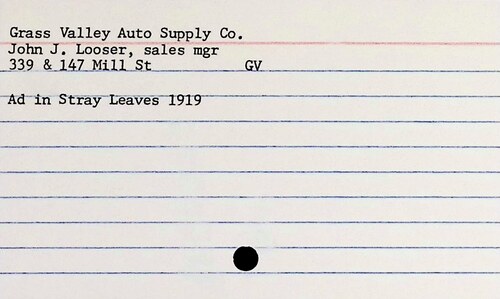 Grass Valley Auto Supply Co.
John J. Looser, sales mgr
339 & 147 Mill St GV
Ad in Stray Leaves 1919